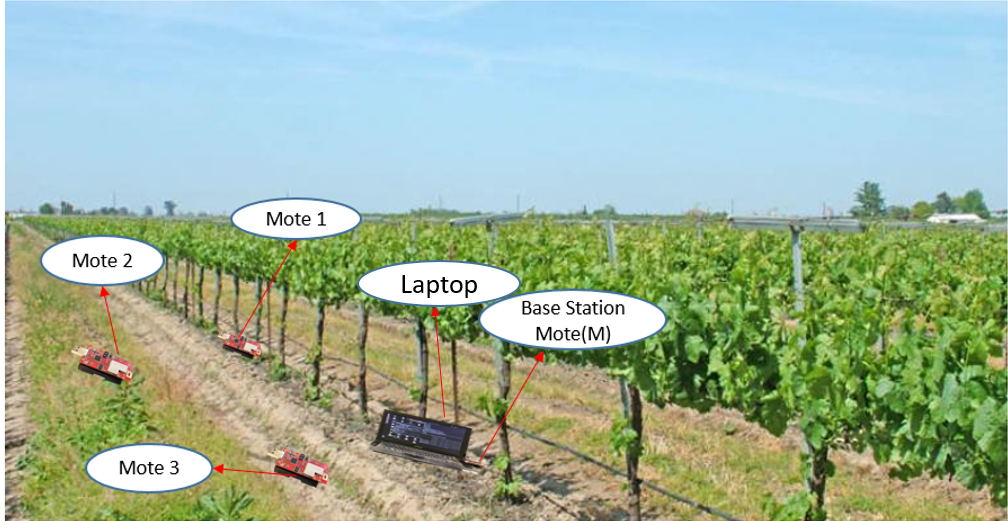 Mote 1
Mote 2
Laptop
Base Station
Mote(M)
Mote 3